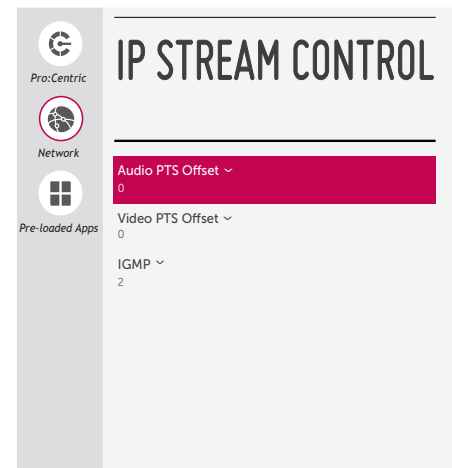 Pro:Centric
Network
Pre-loaded Apps
IP STREAM CONTROL
Audio PTS Offset
0
Video PTS Offset
0
IGMP
2